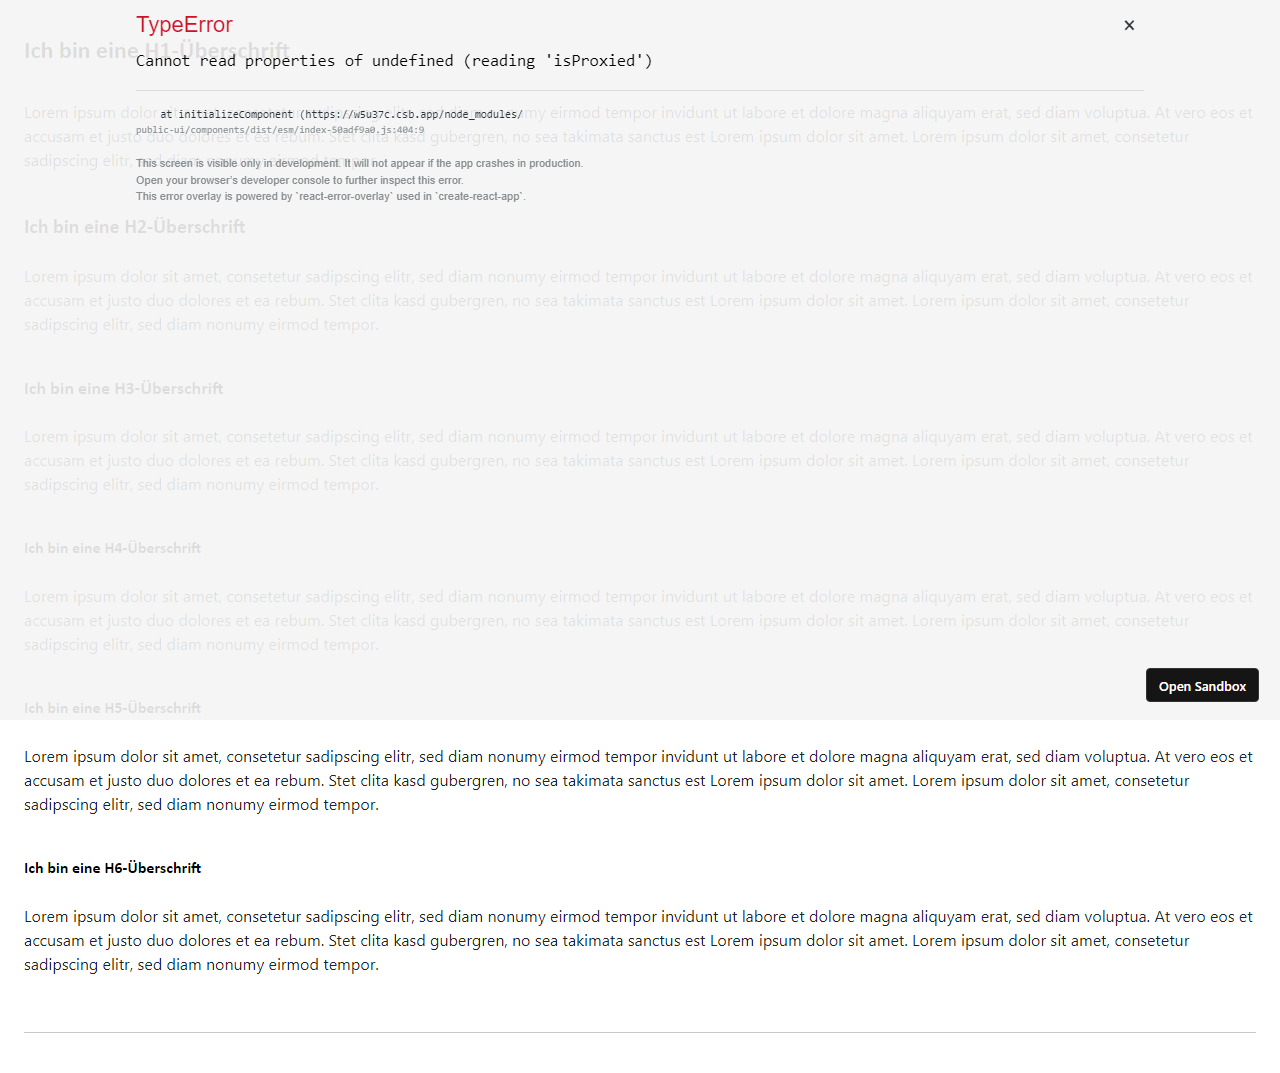 TypeError
×
Ich bin eine H1-Überschrift
Cannot read properties of undefined (reading 'isProxied')
Lorem ipsum dolor sit amet, consetetur sadipscing elitr, sed diam nonumy eirmod tempor invidunt ut labore et dolore magna aliquyam erat, sed diam voluptua. At vero eos et
at initializeComponent (https://w5u37c.csb.app/node_modules/
public-ui/components/dist/esm/index-50adf9a0.js:404:9
accusam et justo duo dolores et ea rebum. Stet clita kasd gubergren, no sea takimata sanctus est Lorem ipsum dolor sit amet. Lorem ipsum dolor sit amet, consetetur
sadipscing elitr, sed diam nonumy eirmod tempor.
This screen is visible only in development. It will not appear if the app crashes in production.
Open your browser's developer console to further inspect this error.
This error overlay is powered by `react-error-overlay` used in `create-react-app`.
Ich bin eine H2-Überschrift
Lorem ipsum dolor sit amet, consetetur sadipscing elitr, sed diam nonumy eirmod tempor invidunt ut labore et dolore magna aliquyam erat, sed diam voluptua. At vero eos et
accusam et justo duo dolores et ea rebum. Stet clita kasd gubergren, no sea takimata sanctus est Lorem ipsum dolor sit amet. Lorem ipsum dolor sit amet, consetetur
sadipscing elitr, sed diam nonumy eirmod tempor.
Ich bin eine H3-Überschrift
Lorem ipsum dolor sit amet, consetetur sadipscing elitr, sed diam nonumy eirmod tempor invidunt ut labore et dolore magna aliquyam erat, sed diam voluptua. At vero eos et
accusam et justo duo dolores et ea rebum. Stet clita kasd gubergren, no sea takimata sanctus est Lorem ipsum dolor sit amet. Lorem ipsum dolor sit amet, consetetur
sadipscing elitr, sed diam nonumy eirmod tempor.
Ich bin eine H4-Überschrift
Lorem ipsum dolor sit amet, consetetur sadipscing elitr, sed diam nonumy eirmod tempor invidunt ut labore et dolore magna aliquyam erat, sed diam voluptua. At vero eos et
accusam et justo duo dolores et ea rebum. Stet clita kasd gubergren, no sea takimata sanctus est Lorem ipsum dolor sit amet. Lorem ipsum dolor sit amet, consetetur
sadipscing elitr, sed diam nonumy eirmod tempor.
Open Sandbox
Ich bin eine H5-Überschrift
Lorem ipsum dolor sit amet, consetetur sadipscing elitr, sed diam nonumy eirmod tempor invidunt ut labore et dolore magna aliquyam erat, sed diam voluptua. At vero eos et
accusam et justo duo dolores et ea rebum. Stet clita kasd gubergren, no sea takimata sanctus est Lorem ipsum dolor sit amet. Lorem ipsum dolor sit amet, consetetur
sadipscing elitr, sed diam nonumy eirmod tempor.
Ich bin eine H6-Überschrift
Lorem ipsum dolor sit amet, consetetur sadipscing elitr, sed diam nonumy eirmod tempor invidunt ut labore et dolore magna aliquyam erat, sed diam voluptua. At vero eos et
accusam et justo duo dolores et ea rebum. Stet clita kasd gubergren, no sea takimata sanctus est Lorem ipsum dolor sit amet. Lorem ipsum dolor sit amet, consetetur
sadipscing elitr, sed diam nonumy eirmod tempor.